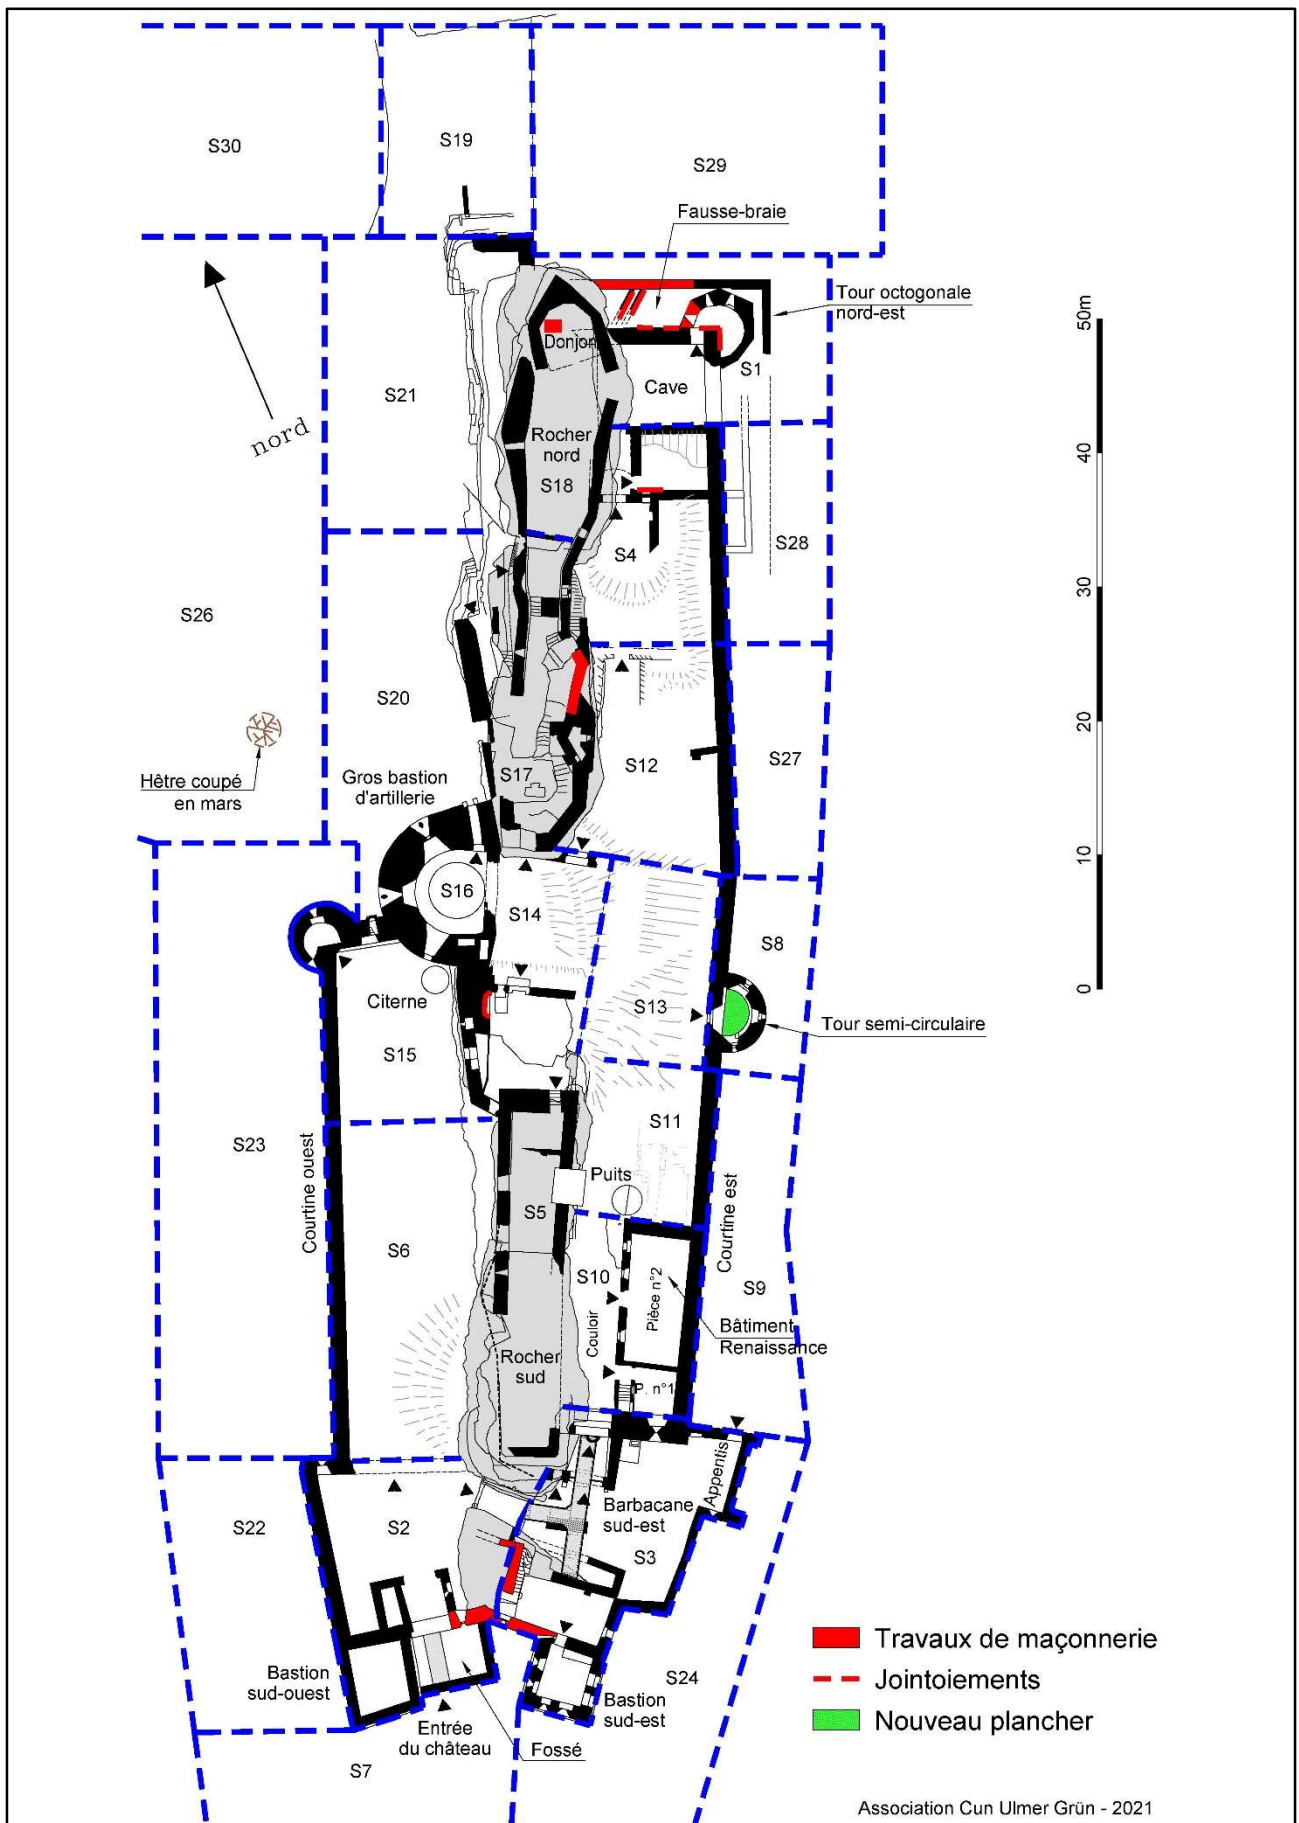 S30
S19
S29
Fausse-braie
Tour octogonale
nord-est
nord
S21
Donjon
Cave
S1
50m
Rocher
nord
S18
40
S4
S28
S26
30
S20
S12
S27
20
Hêtre coupé
en mars
Gros bastion
d'artillerie
S17
10
S16
S14
S8
Citerne
S13
0
Tour semi-circulaire
S15
S11
S23
Courtine ouest
Puits
S5
Courtine est
S6
S10
Pièce n°2
S9
Couloir
Bâtiment
Renaissance
Rocher
sud
P. n°1
Appentis
Barbacane
sud-est
S22
S2
S3
Travaux de maçonnerie
Jointoiements
Nouveau plancher
Bastion
sud-ouest
S24
Bastion
sud-est
Entrée
du château
Fossé
S7
Association Cun Ulmer Grün - 2021